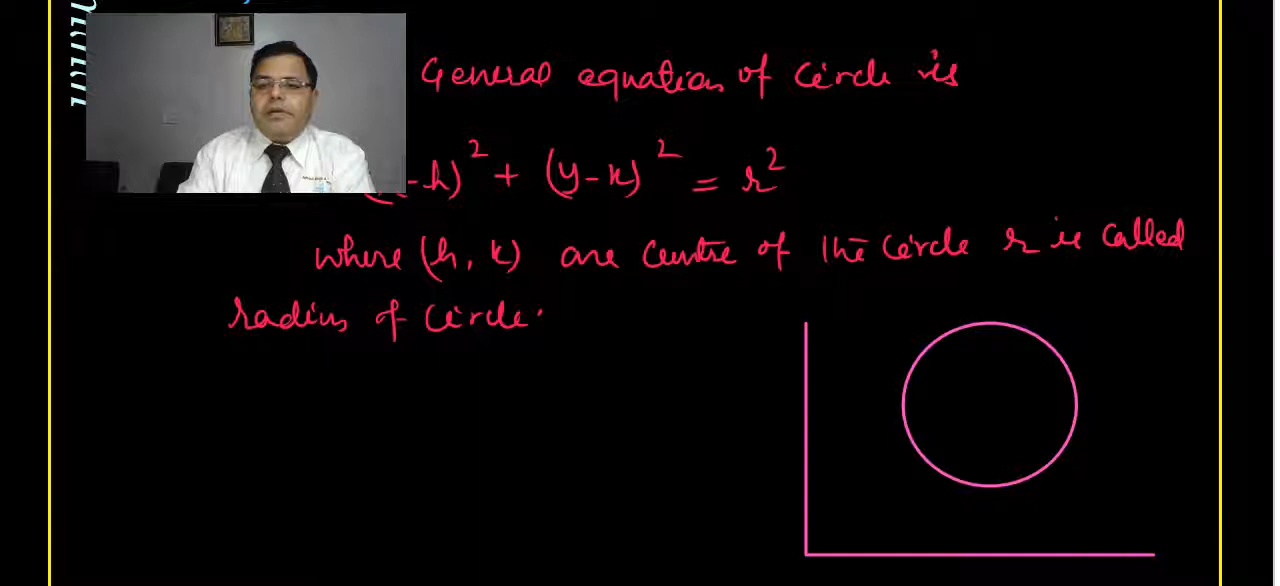 General equation of circle is
-h)² + (y-k)² = r²
where (h, k) are centre of the circle r is called
radius of circle.